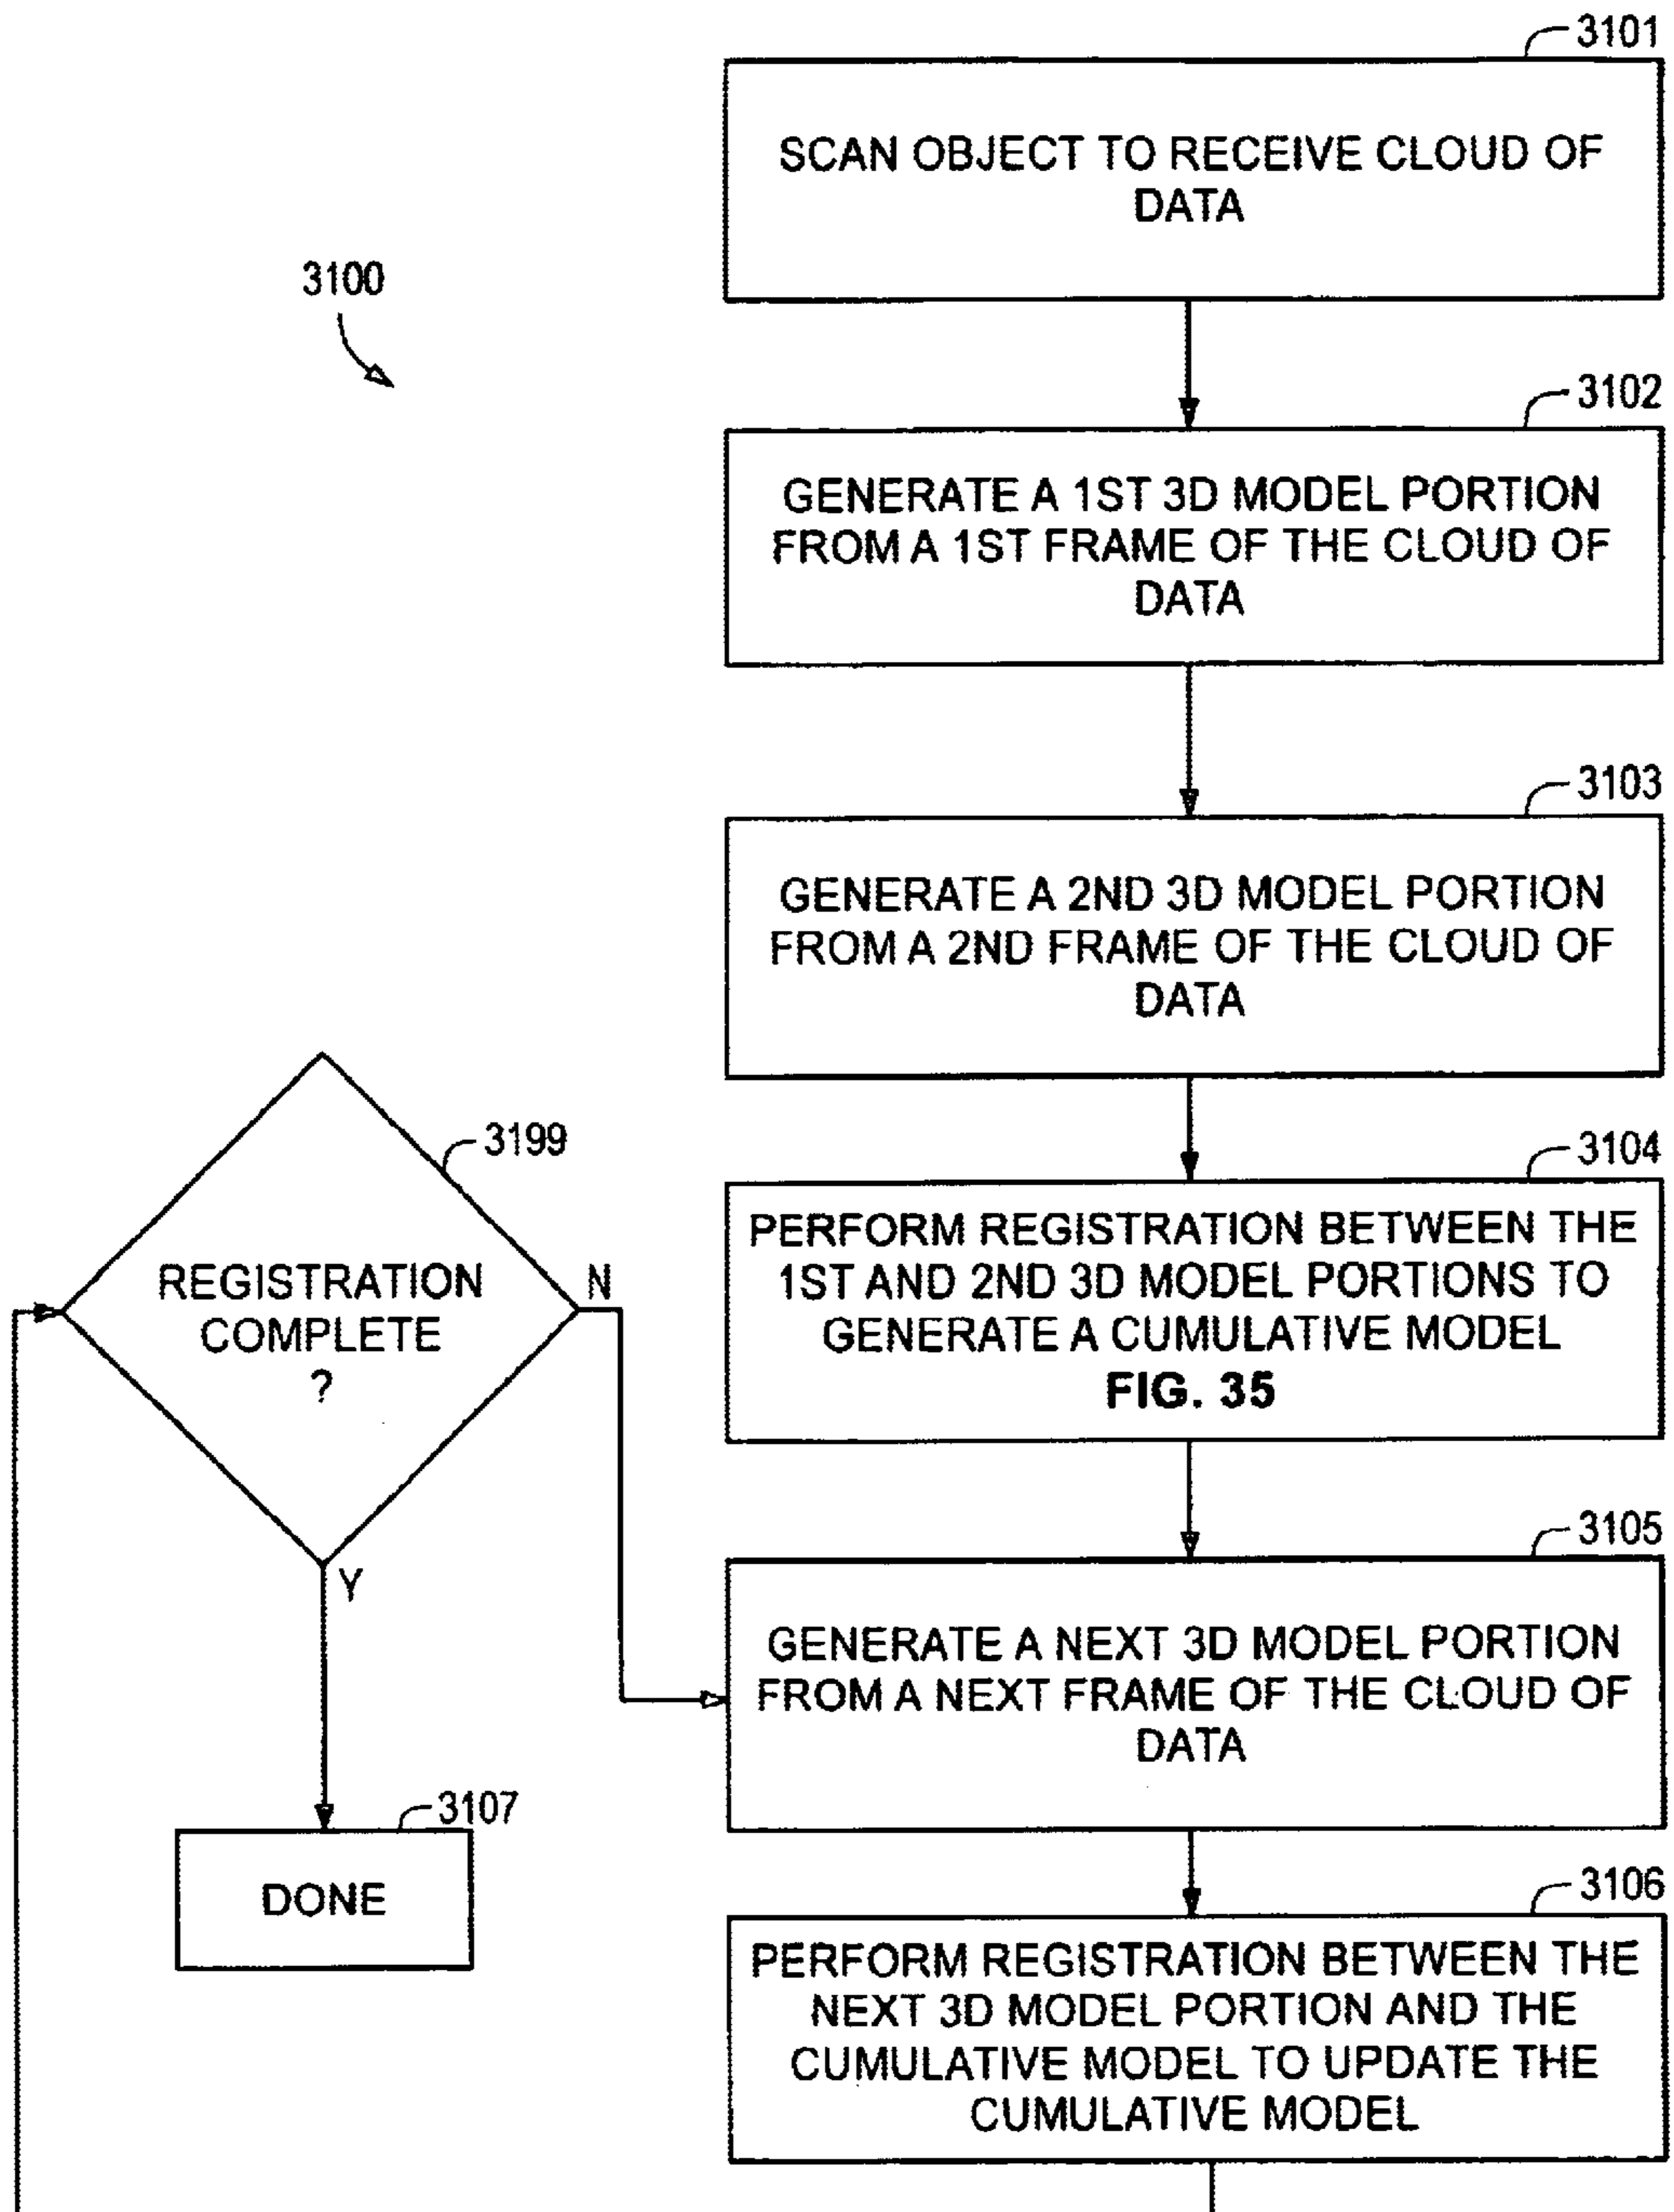 3101
SCAN OBJECT TO RECEIVE CLOUD OF
DATA
3100
3102
GENERATE A 1ST 3D MODEL PORTION
FROM A 1ST FRAME OF THE CLOUD OF
DATA
3103
GENERATE A 2ND 3D MODEL PORTION
FROM A 2ND FRAME OF THE CLOUD OF
DATA
3104
PERFORM REGISTRATION BETWEEN THE
1ST AND 2ND 3D MODEL PORTIONS TO
GENERATE A CUMULATIVE MODEL
FIG. 35
3199
REGISTRATION
COMPLETE
?
N
Y
3105
GENERATE A NEXT 3D MODEL PORTION
FROM A NEXT FRAME OF THE CLOUD OF
DATA
3107
DONE
3106
PERFORM REGISTRATION BETWEEN THE
NEXT 3D MODEL PORTION AND THE
CUMULATIVE MODEL TO UPDATE THE
CUMULATIVE MODEL